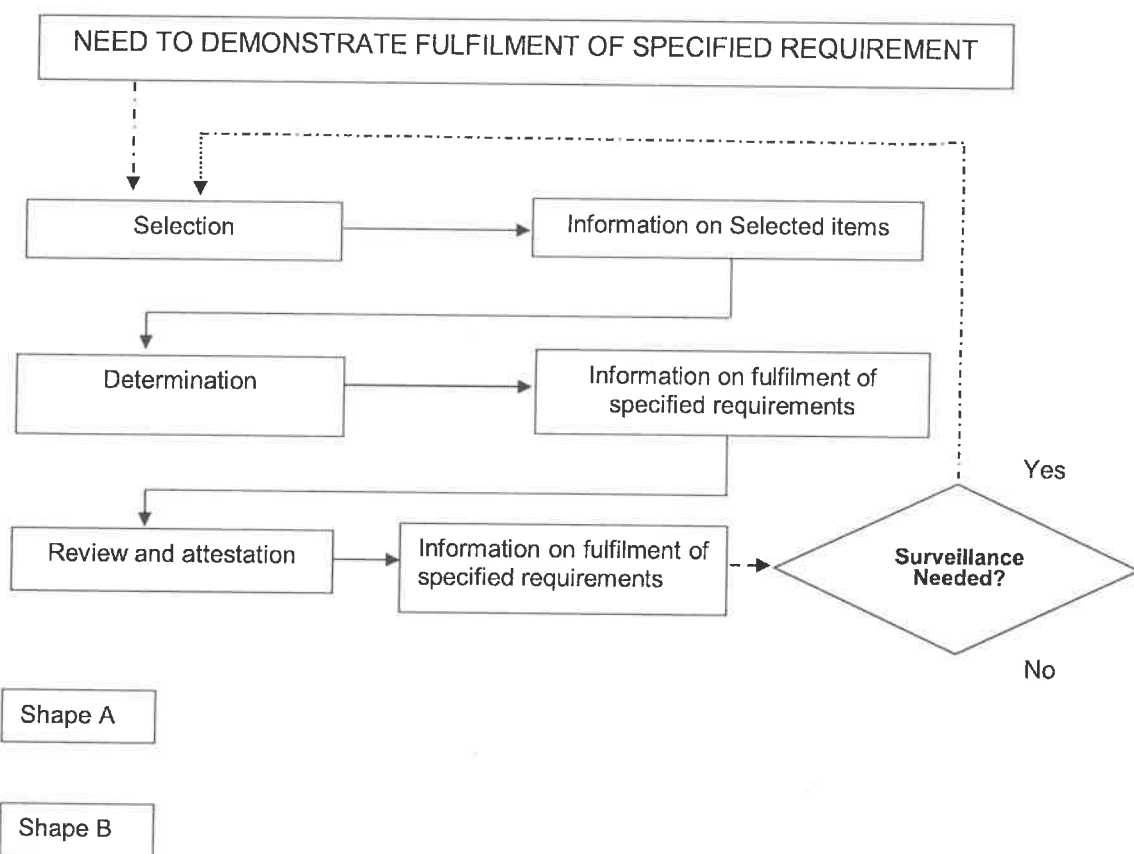 NEED TO DEMONSTRATE FULFILMENT OF SPECIFIED REQUIREMENT
Selection
Information on Selected items
Determination
Information on fulfilment of
specified requirements
Yes
Review and attestation
Information on fulfilment of
specified requirements
Surveillance
Needed?
No
Shape A
Shape B